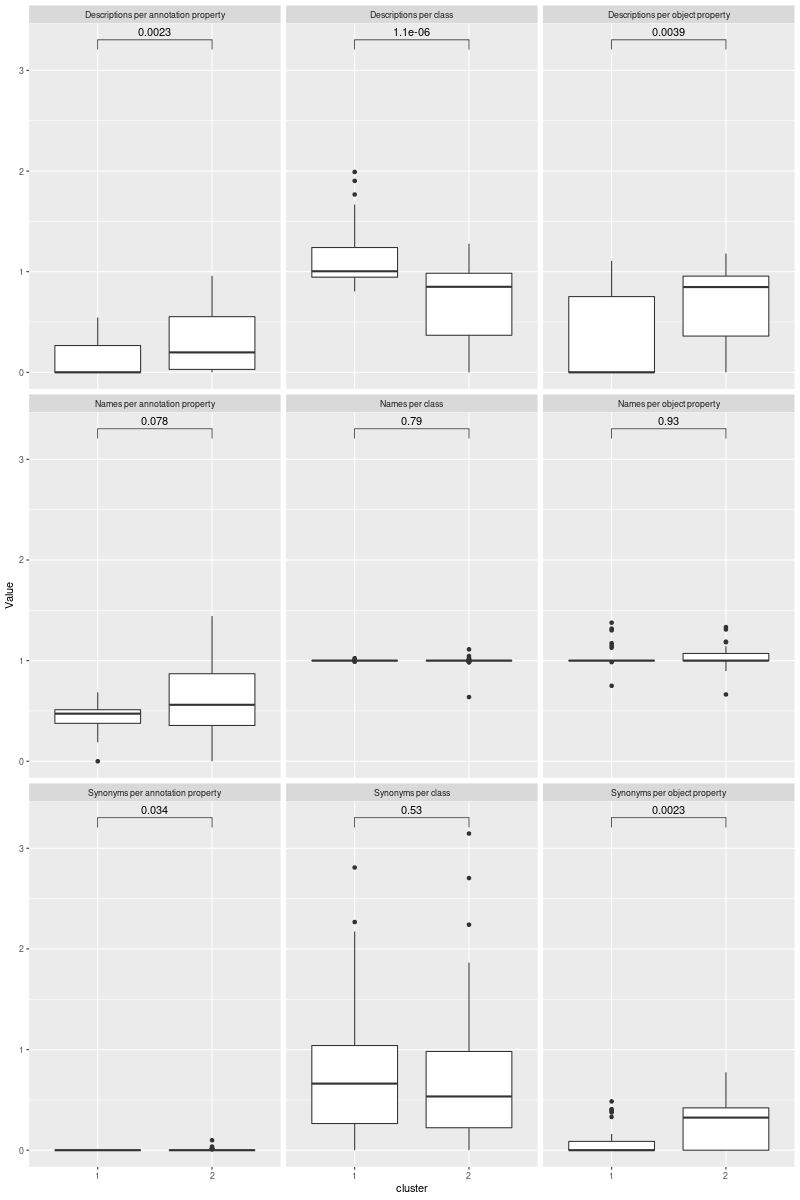 Descriptions per annotation property
Descriptions per class
Descriptions per object property
0.0023
1.1e-06
0.0039
3
2
1
0
Names per annotation property
Names per class
Names per object property
0.078
0.79
0.93
3
2
1
0
Value
Synonyms per annotation property
Synonyms per class
Synonyms per object property
0.034
0.53
0.0023
3
2
1
0
1
2
1
2
1
2
cluster